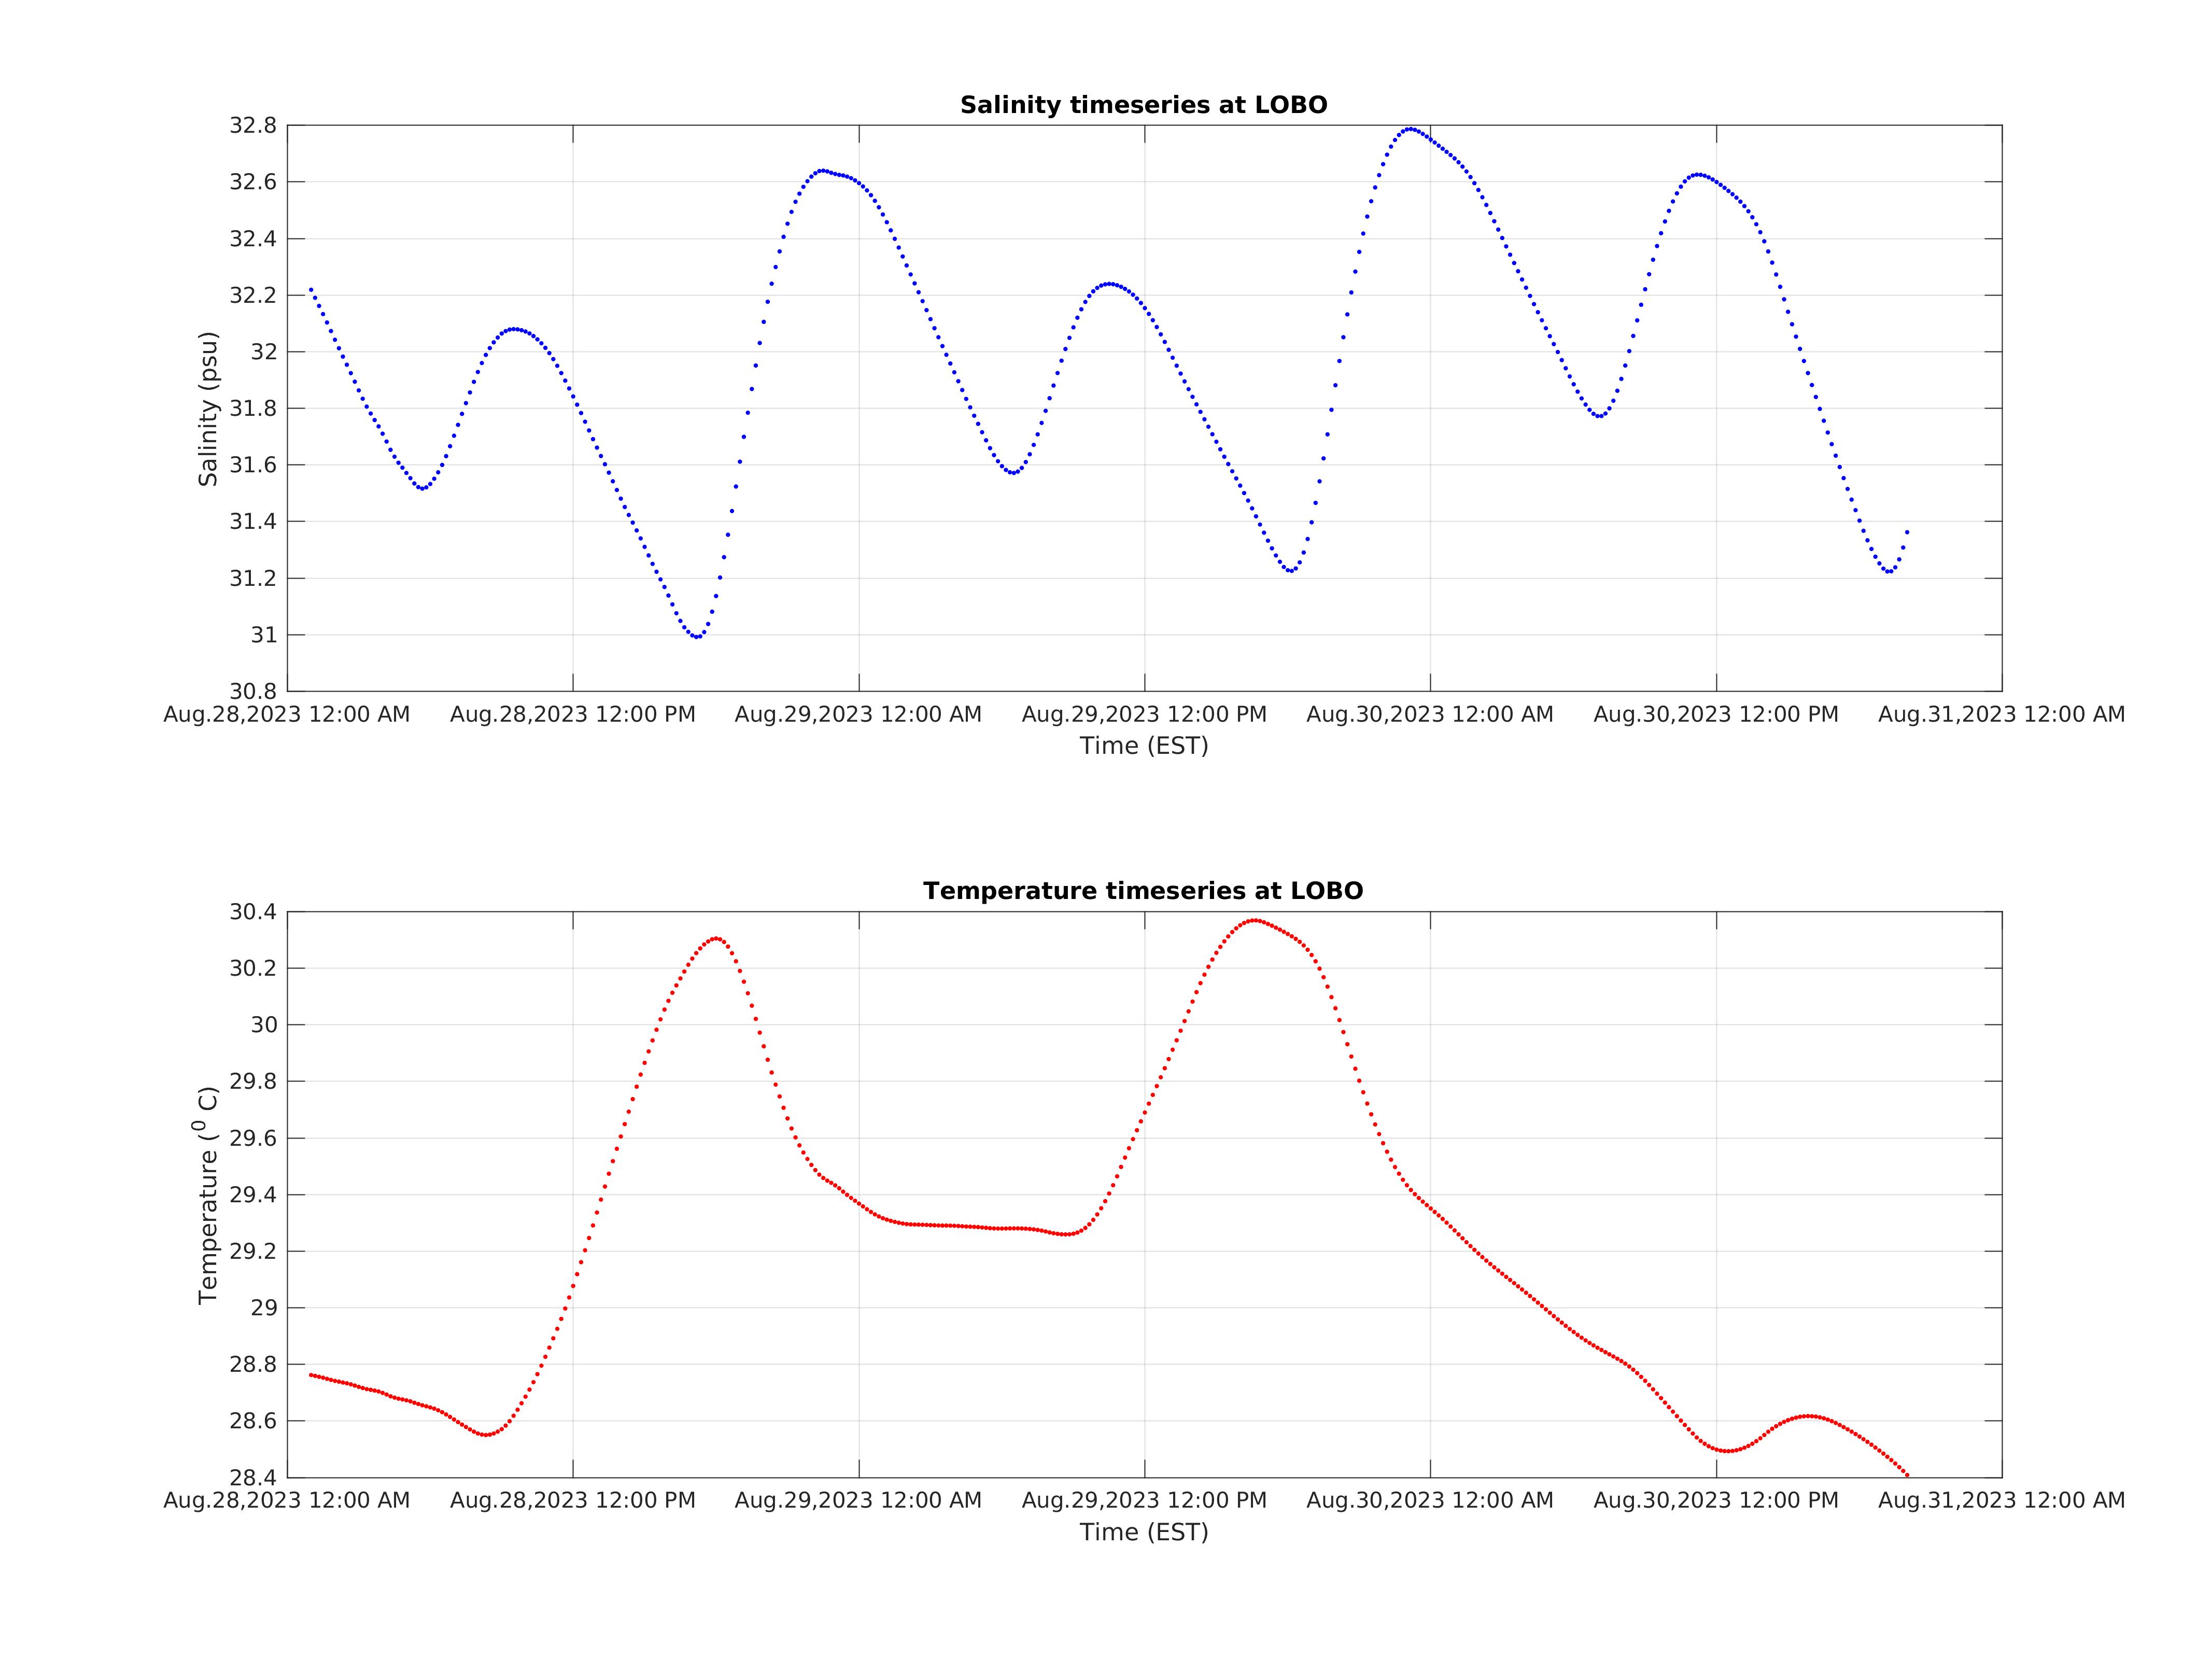 Salinity timeseries at LOBO
32.8
32.6
32.4
32.2
32
31.8
31.6
31.4
31.2
31
30.8
Salinity (psu)
Aug.28,2023 12:00 AM Aug.28,2023 12:00 PM Aug.29,2023 12:00 AM Aug.29,2023 12:00 PM Aug.30,2023 12:00 AM Aug.30,2023 12:00 PM Aug.31,2023 12:00 AM
Time (EST)
Temperature timeseries at LOBO
30.4
30.2
30
29.8
29.6
29.4
29.2
29
28.8
28.6
28.4
Temperature (⁰ C)
Aug.28,2023 12:00 AM Aug.28,2023 12:00 PM Aug.29,2023 12:00 AM Aug.29,2023 12:00 PM Aug.30,2023 12:00 AM Aug.30,2023 12:00 PM Aug.31,2023 12:00 AM
Time (EST)